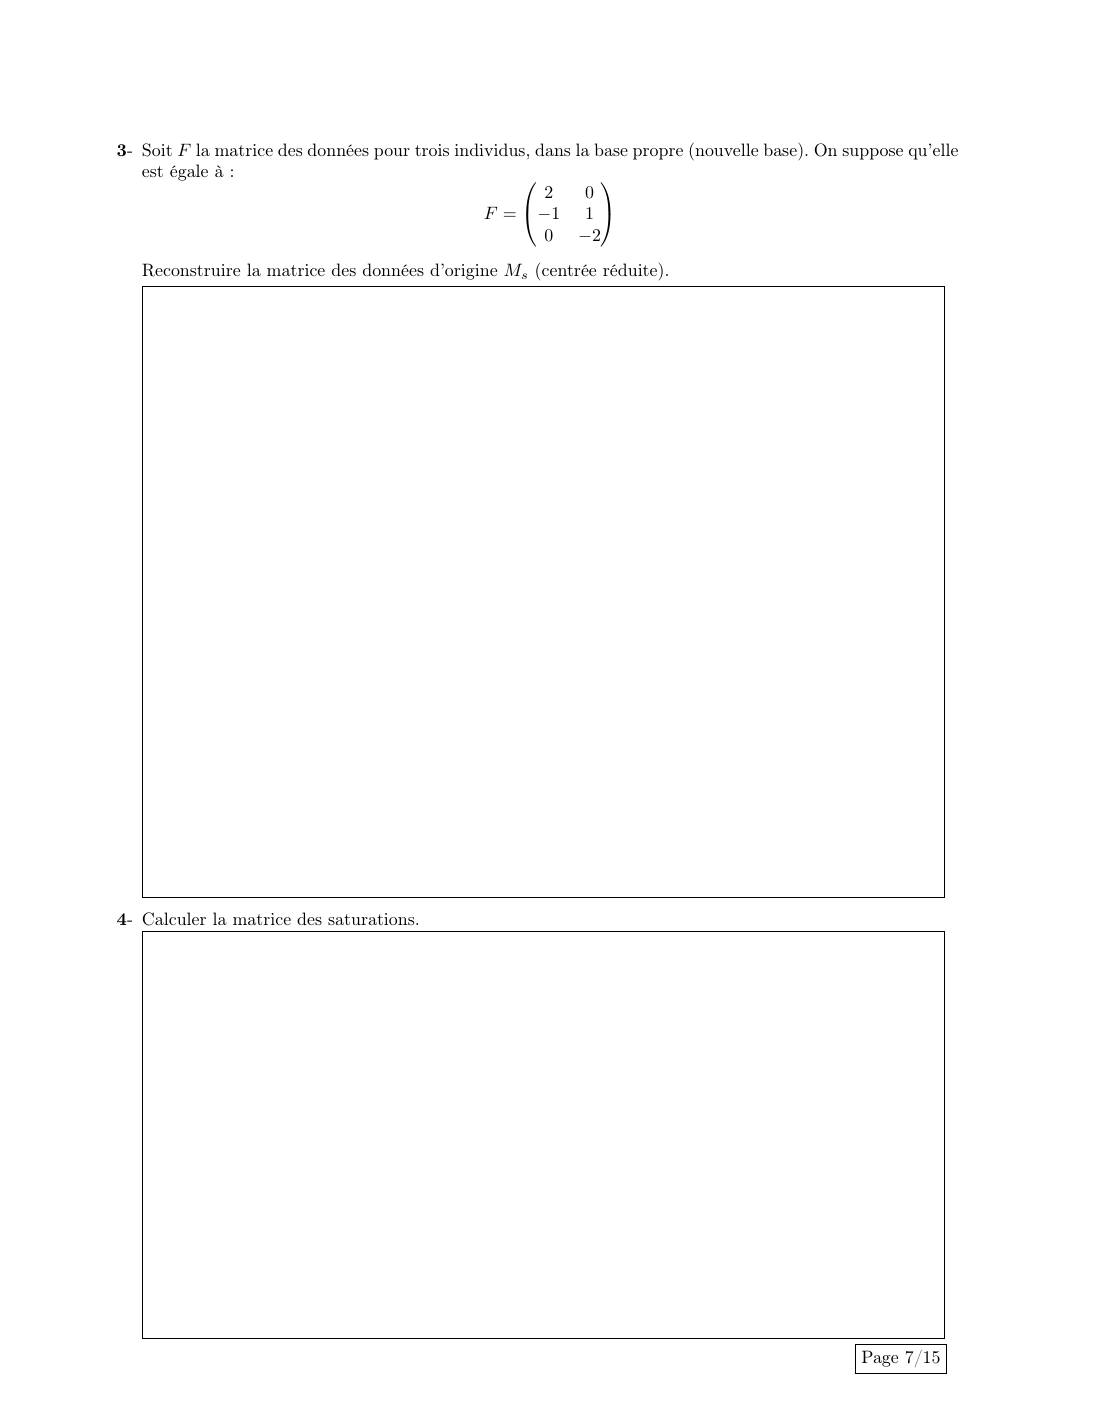 3- Soit F la matrice des données pour trois individus, dans la base propre (nouvelle base). On suppose qu'elle
est égale à :
F = ( 2 0
−1 1
0 −2 )
Reconstruire la matrice des données d'origine Ms (centrée réduite).
4- Calculer la matrice des saturations.
Page 7/15